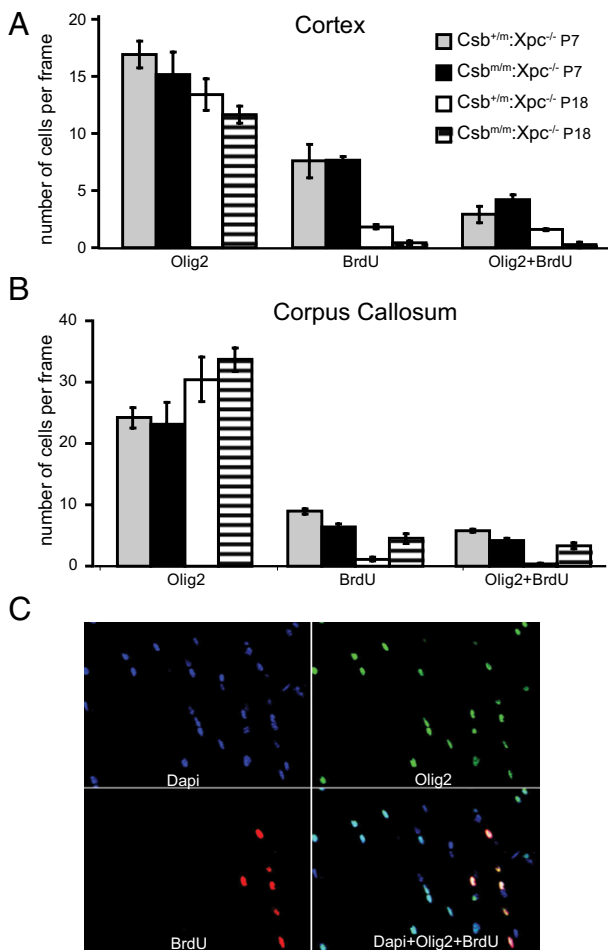 A
Cortex
number of cells per frame
20
15
10
5
0
Csb+/m:Xpc-/- P7
Csbm/m:Xpc-/- P7
Csb+/m:Xpc-/- P18
Csbm/m:Xpc-/- P18
Olig2
BrdU
Olig2+BrdU
B
Corpus Callosum
number of cells per frame
40
30
20
10
0
Olig2
BrdU
Olig2+BrdU
C
Dapi
Olig2
BrdU
Dapi+Olig2+BrdU